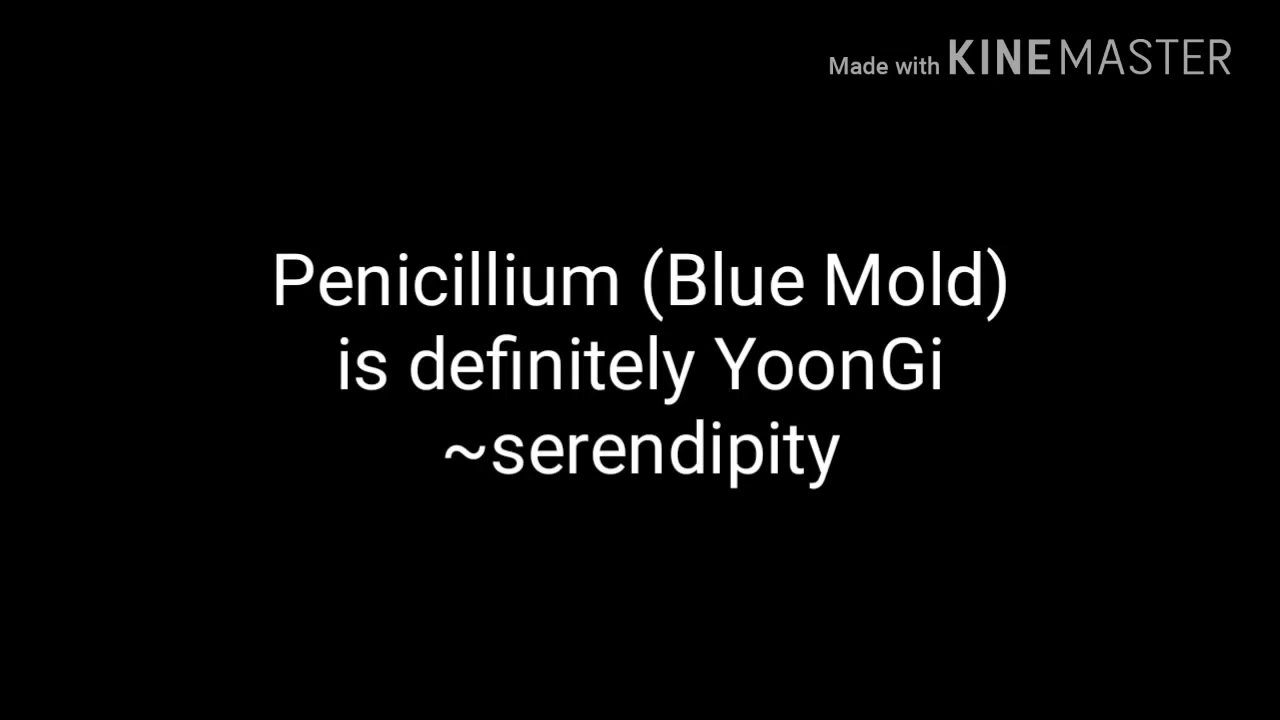 Made with KINEMASTER
Penicillium (Blue Mold)
is definitely YoonGi
~serendipity